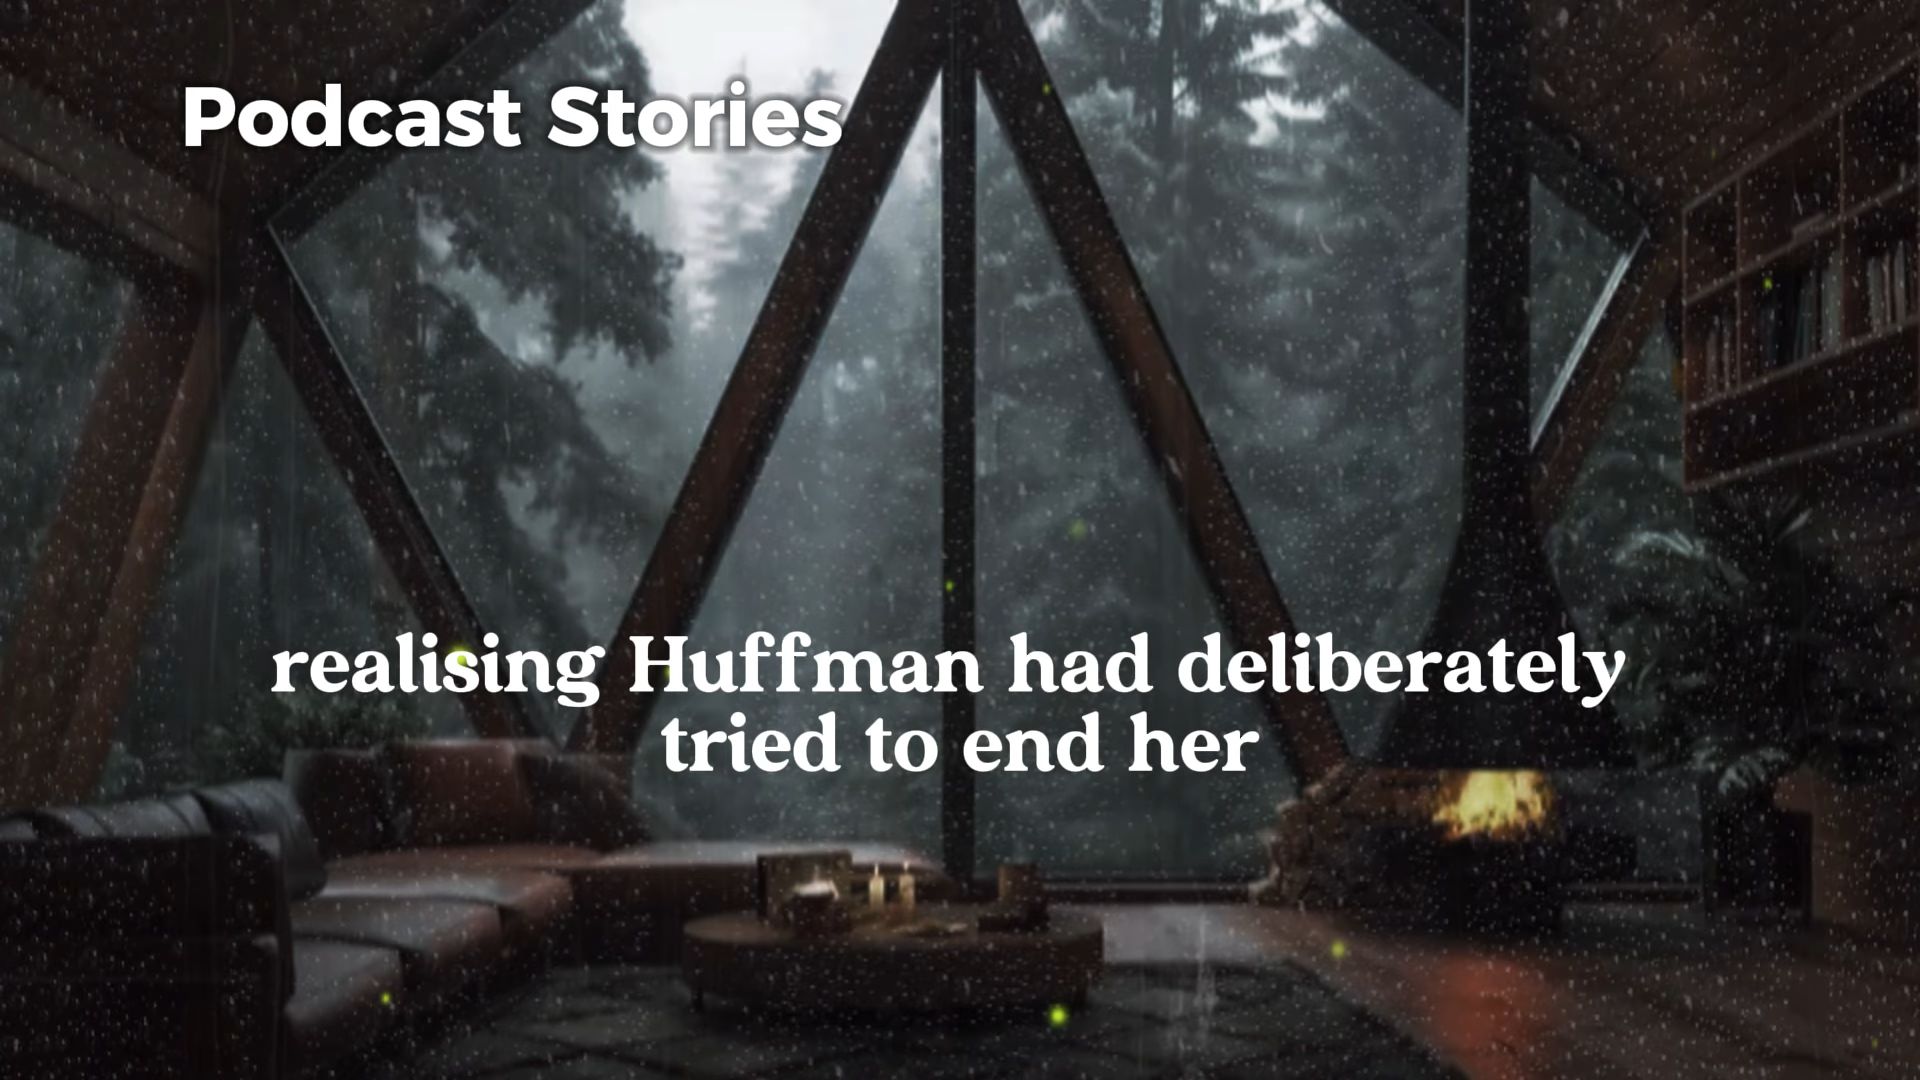 Podcast Stories
realising Huffman had deliberately
tried to end her